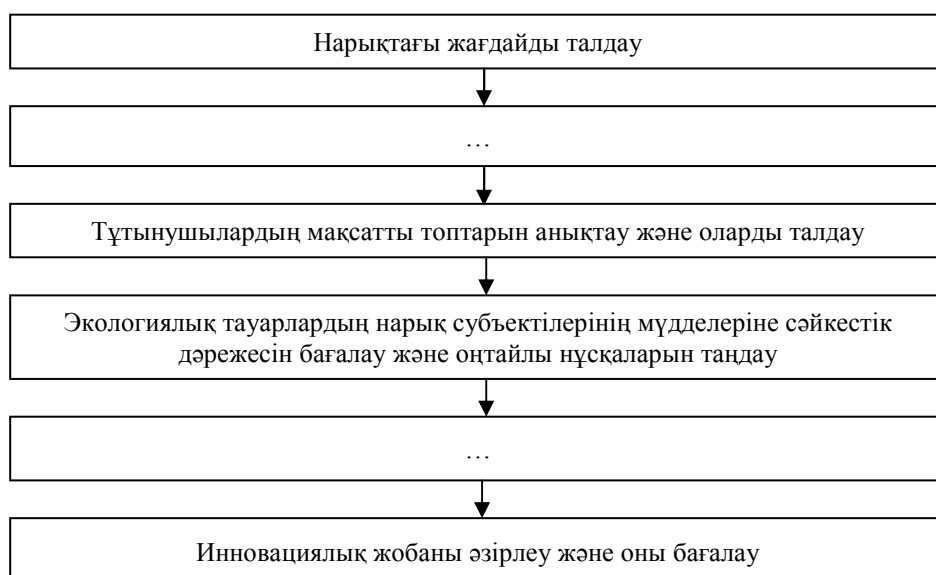 Нарықтағы жағдайды талдау
…
Тұтынушылардың мақсатты топтарын анықтау және оларды талдау
Экологиялық тауарлардың нарық субъектілерінің мүдделеріне сәйкестік
дәрежесін бағалау және оңтайлы нұсқаларын таңдау
…
Инновациялық жобаны әзірлеу және оны бағалау